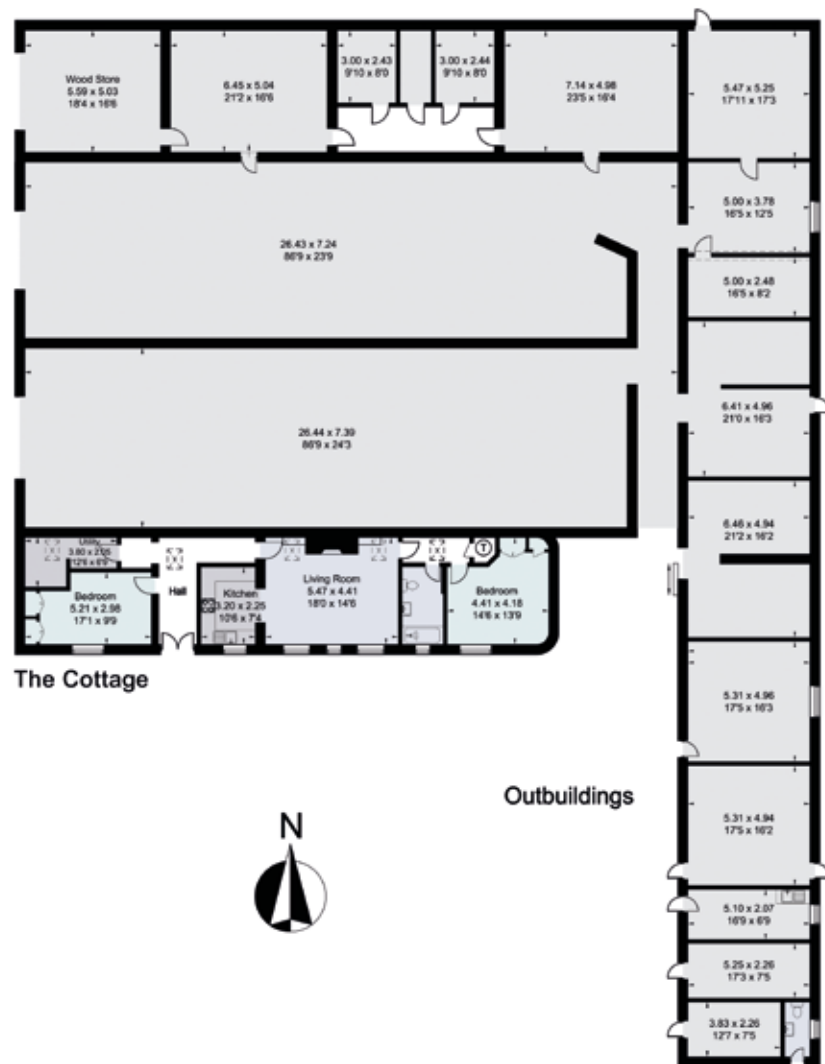 Wood Store
5.59 x 5.03
18'4 x 16'6
6.45 x 5.04
21'2 x 16'6
3.00 x 2.43
9'10 x 8'0
3.00 x 2.44
9'10 x 8'0
7.14 x 4.98
23'5 x 16'4
5.47 x 5.25
17'11 x 17'3
5.00 x 3.78
16'5 x 12'5
26.43 x 7.24
86'9 x 23'9
5.00 x 2.48
16'5 x 8'2
6.41 x 4.96
21'0 x 16'3
26.44 x 7.39
86'9 x 24'3
6.46 x 4.94
21'2 x 16'2
Utility
3.80 x 2.05
12'6 x 6'9
Bedroom
5.21 x 2.98
17'1 x 9'9
Hall
Kitchen
3.20 x 2.25
10'6 x 7'4
Living Room
5.47 x 4.41
18'0 x 14'6
T
Bedroom
4.41 x 4.18
14'6 x 13'9
The Cottage
5.31 x 4.96
17'5 x 16'3
Outbuildings
5.31 x 4.94
17'5 x 16'2
N
5.10 x 2.07
16'9 x 6'9
5.25 x 2.26
17'3 x 7'5
3.83 x 2.26
12'7 x 7'5